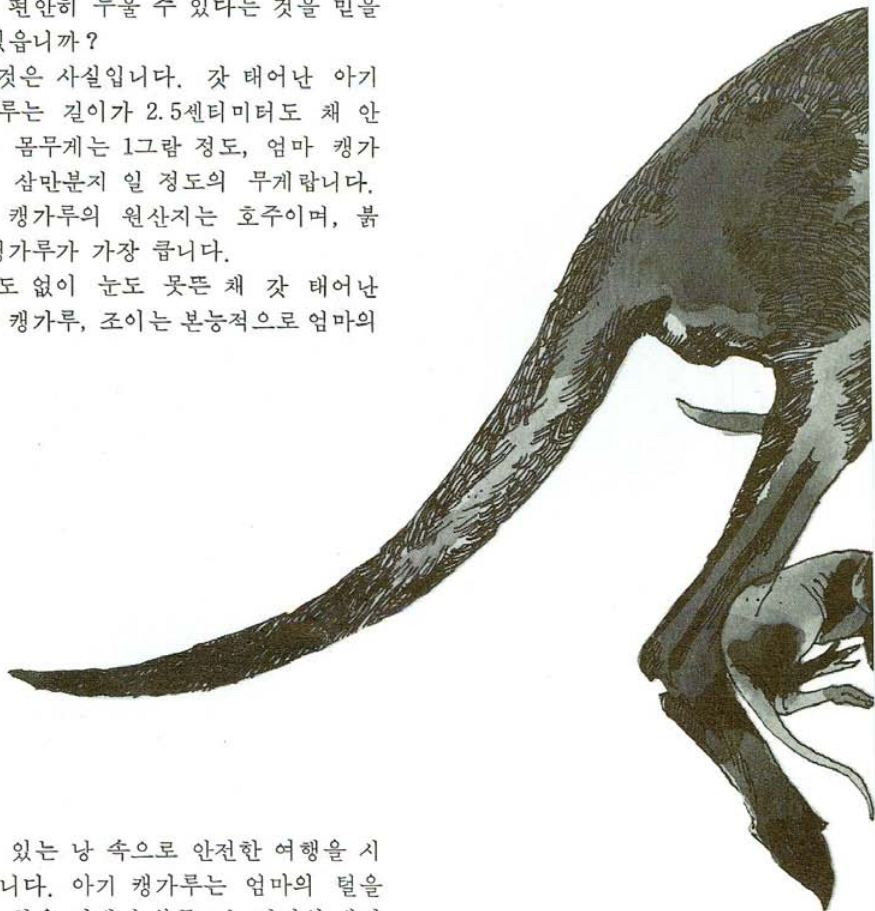 편안히 누울 수 있다는 것을 믿을
있읍니까?
것은 사실입니다. 갓 태어난 아기
루는 길이가 2.5센티미터도 채 안
몸무게는 1그람 정도, 엄마 캥가
삼만분지 일 정도의 무게랍니다.
캥가루의 원산지는 호주이며, 붉
캥가루가 가장 큽니다.
도 없이 눈도 못뜬 채 갓 태어난
캥가루, 조이는 본능적으로 엄마의
있는 낭 속으로 안전한 여행을 시
니다. 아기 캥가루는 엄마의 털을